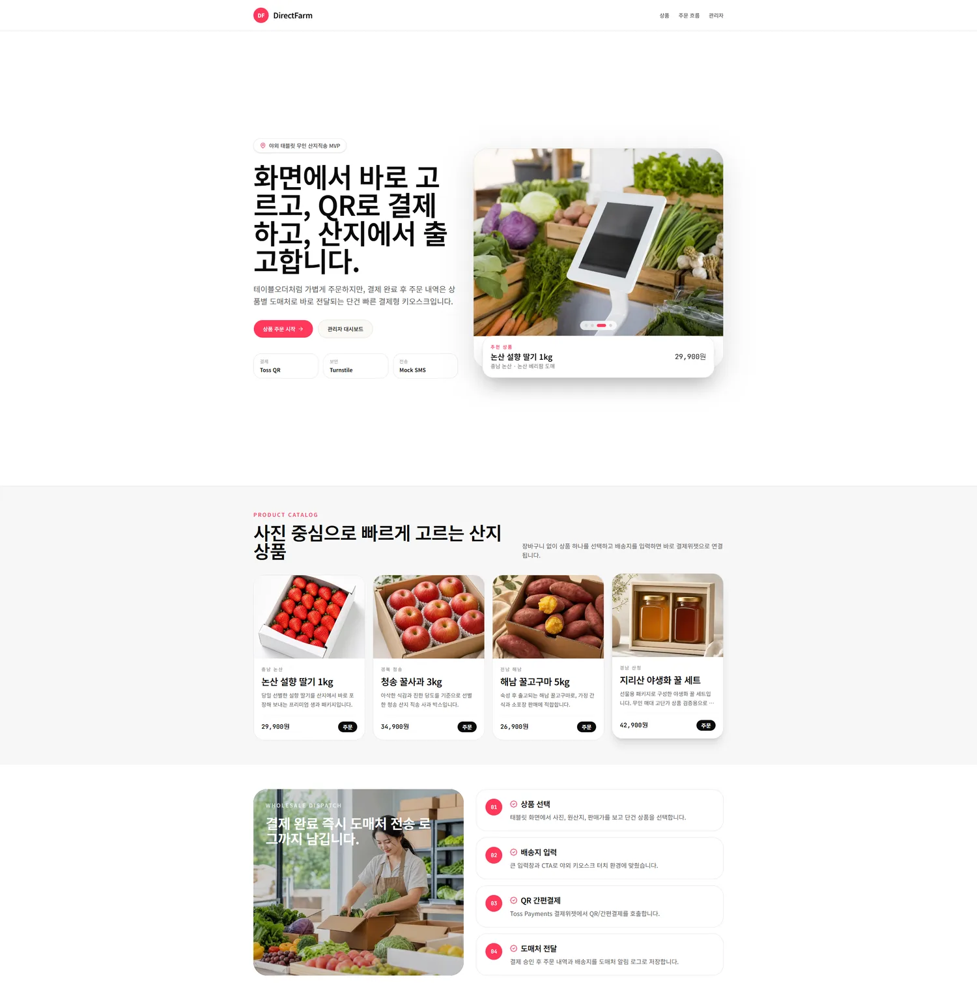 DF DirectFarm
상품 주문 흐름 관리자
야외 태블릿 무인 산지직송 MVP
화면에서 바로 고
르고, QR로 결제
하고, 산지에서 출
고합니다.
테이블오더처럼 가볍게 주문하지만, 결제 완료 후 주문 내역은 상
품별 도매처로 바로 전달되는 단건 빠른 결제형 키오스크입니다.
상품 주문 시작 →
관리자 대시보드
결제
Toss QR
보안
Turnstile
전송
Mock SMS
추천 상품
논산 설향 딸기 1kg
29,900원
충남 논산 · 논산 베리팜 도매
PRODUCT CATALOG
사진 중심으로 빠르게 고르는 산지
상품
장바구니 없이 상품 하나를 선택하고 배송지를 입력하면 바로 결제위젯으로 연결
됩니다.
충남 논산
논산 설향 딸기 1kg
당일 선별한 설향 딸기를 산지에서 바로 포
장해 보내는 프리미엄 생과 패키지입니다.
29,900원
주문
경북 청송
청송 꿀사과 3kg
아삭한 식감과 진한 당도를 기준으로 선별
한 청송 산지 직송 사과 박스입니다.
34,900원
주문
전남 해남
해남 꿀고구마 5kg
숙성 후 출고되는 해남 꿀고구마로, 가정 간
식과 소포장 판매에 적합합니다.
26,900원
주문
경남 산청
지리산 야생화 꿀 세트
선물용 패키지로 구성한 야생화 꿀 세트입
니다. 무인 매대 고단가 상품 검증용으로 …
42,900원
주문
WHOLESALE DISPATCH
결제 완료 즉시 도매처 전송 로
그까지 남깁니다.
01
상품 선택
태블릿 화면에서 사진, 원산지, 판매가를 보고 단건 상품을 선택합니다.
02
배송지 입력
큰 입력창과 CTA로 야외 키오스크 터치 환경에 맞췄습니다.
03
QR 간편결제
Toss Payments 결제위젯에서 QR/간편결제를 호출합니다.
04
도매처 전달
결제 승인 후 주문 내역과 배송지를 도매처 알림 로그로 저장합니다.